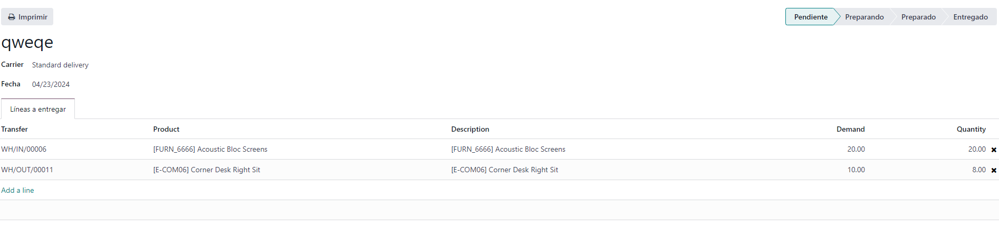 Imprimir
Pendiente Preparando Preparado Entregado
qweqe
Carrier Standard delivery
Fecha 04/23/2024
Líneas a entregar
Transfer Product Description Demand Quantity
WH/IN/00006 [FURN_6666] Acoustic Bloc Screens [FURN_6666] Acoustic Bloc Screens 20.00 20.00
WH/OUT/00011 [E-COM06] Corner Desk Right Sit [E-COM06] Corner Desk Right Sit 10.00 8.00
Add a line